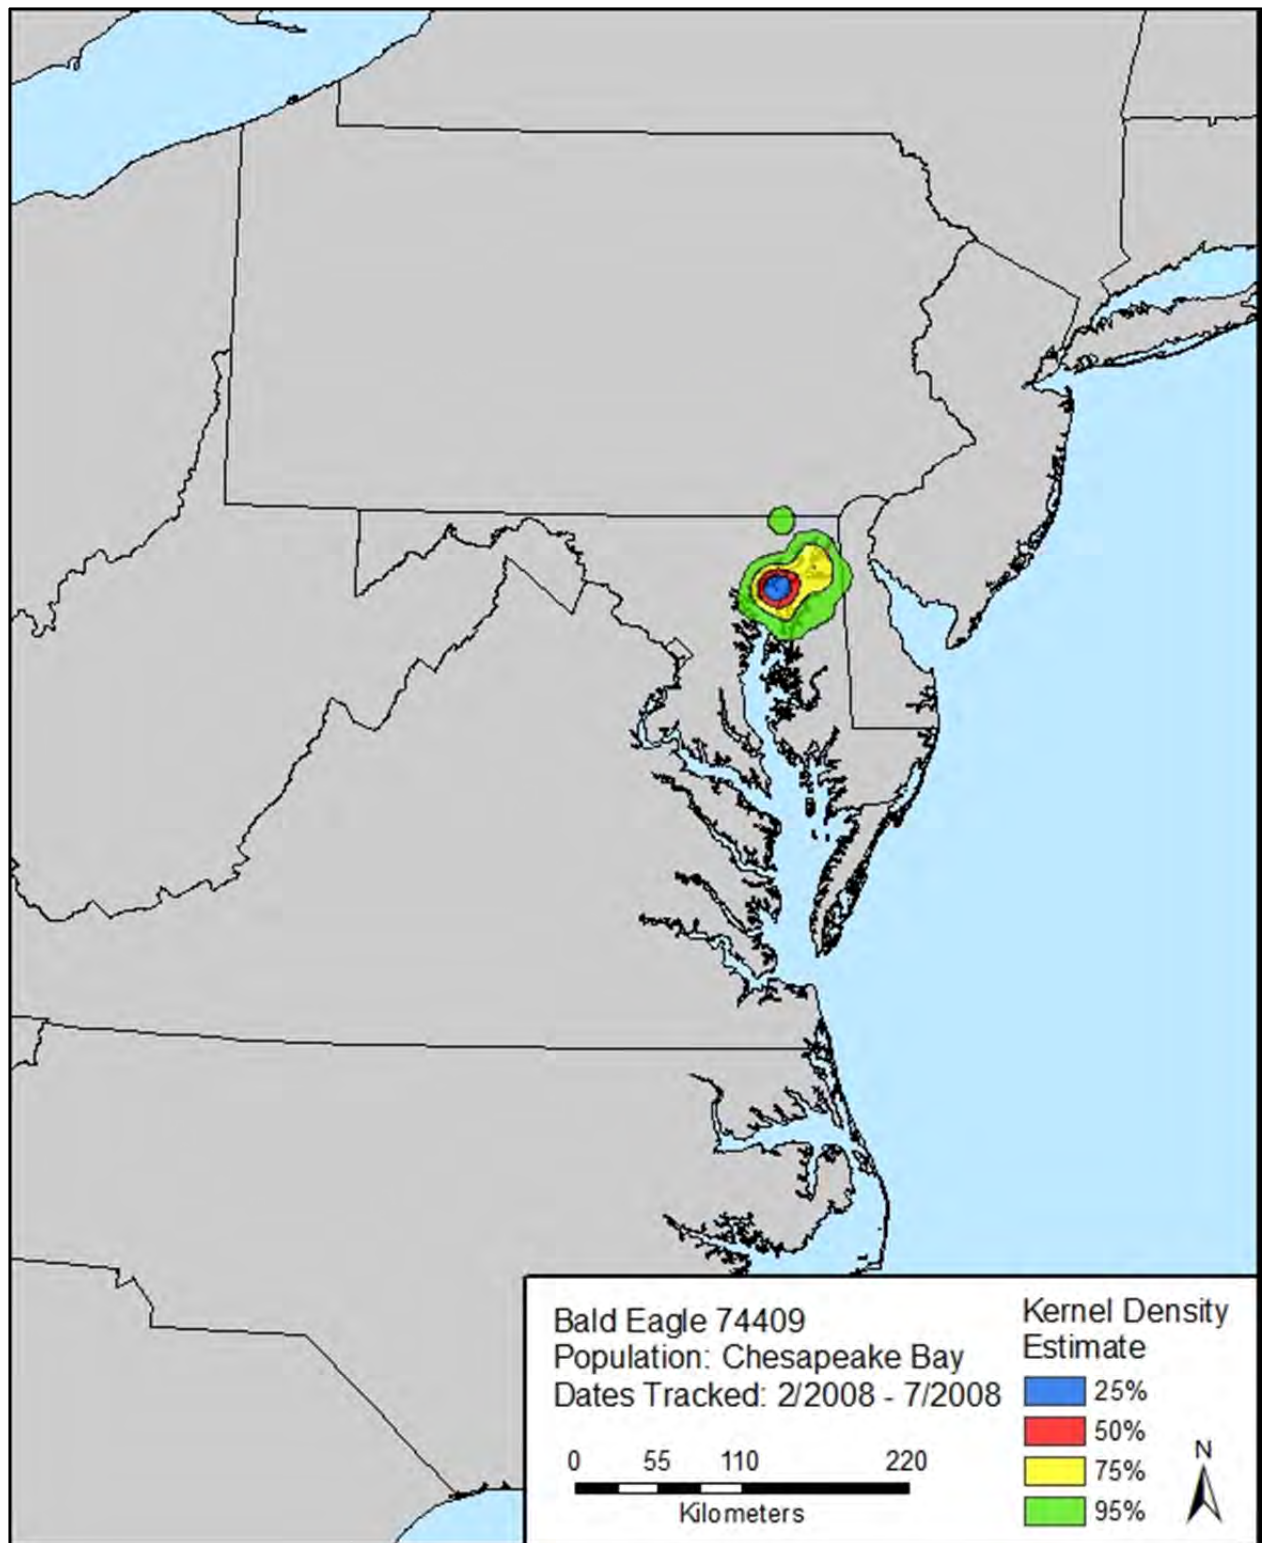 Bald Eagle 74409
Population: Chesapeake Bay
Dates Tracked: 2/2008 - 7/2008
0 55 110 220
Kilometers
Kernel Density
Estimate
25%
50%
75%
95%
N